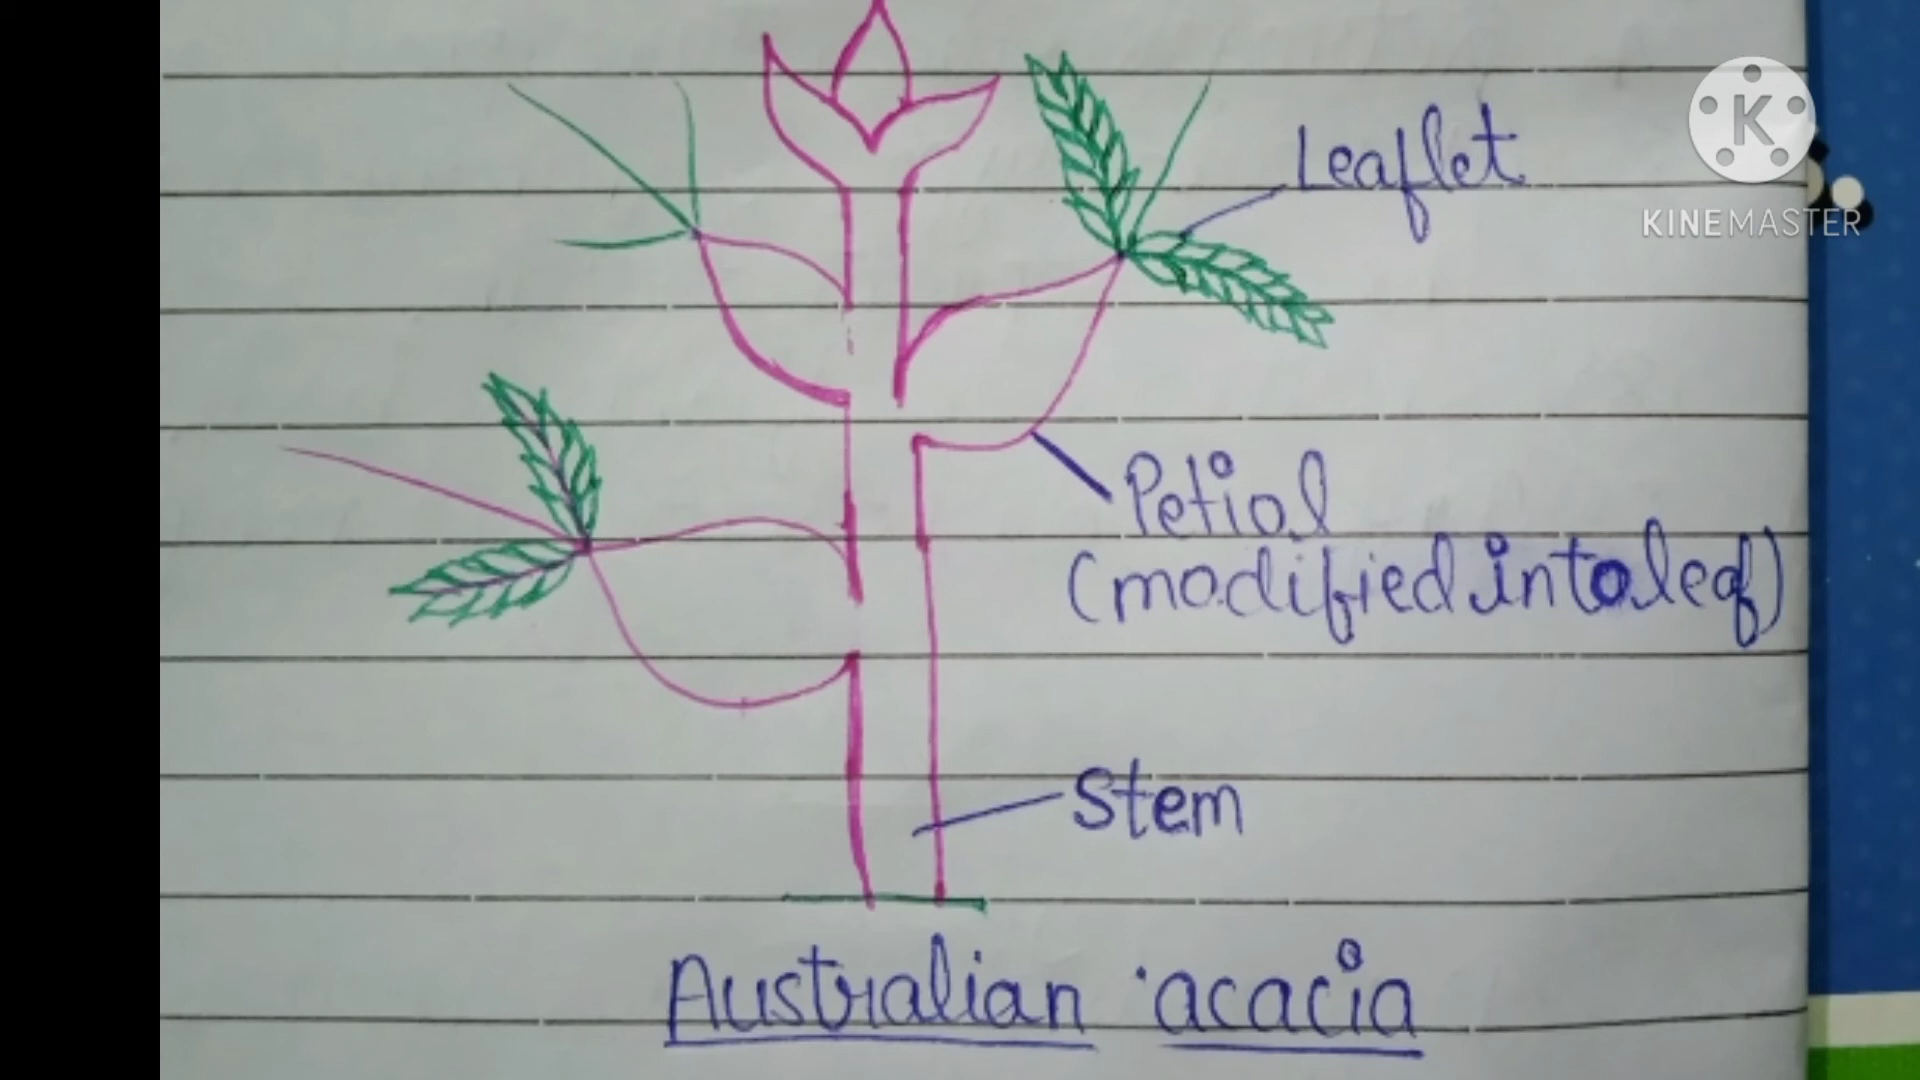 Leaflet
K
KINEMASTER
Petiol
(modified into leaf)
Stem
Australian acacia